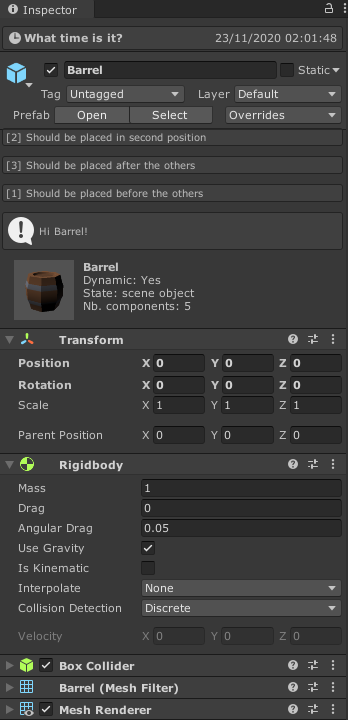 Inspector
What time is it? 23/11/2020 02:01:48
Barrel Static
Tag Untagged Layer Default
Prefab Open Select Overrides
[2] Should be placed in second position
[3] Should be placed after the others
[1] Should be placed before the others
Hi Barrel!
Barrel
Dynamic: Yes
State: scene object
Nb. components: 5
Transform
Position X 0 Y 0 Z 0
Rotation X 0 Y 0 Z 0
Scale X 1 Y 1 Z 1
Parent Position X 0 Y 0 Z 0
Rigidbody
Mass 1
Drag 0
Angular Drag 0.05
Use Gravity
Is Kinematic
Interpolate None
Collision Detection Discrete
Velocity X 0 Y 0 Z 0
Box Collider
Barrel (Mesh Filter)
Mesh Renderer